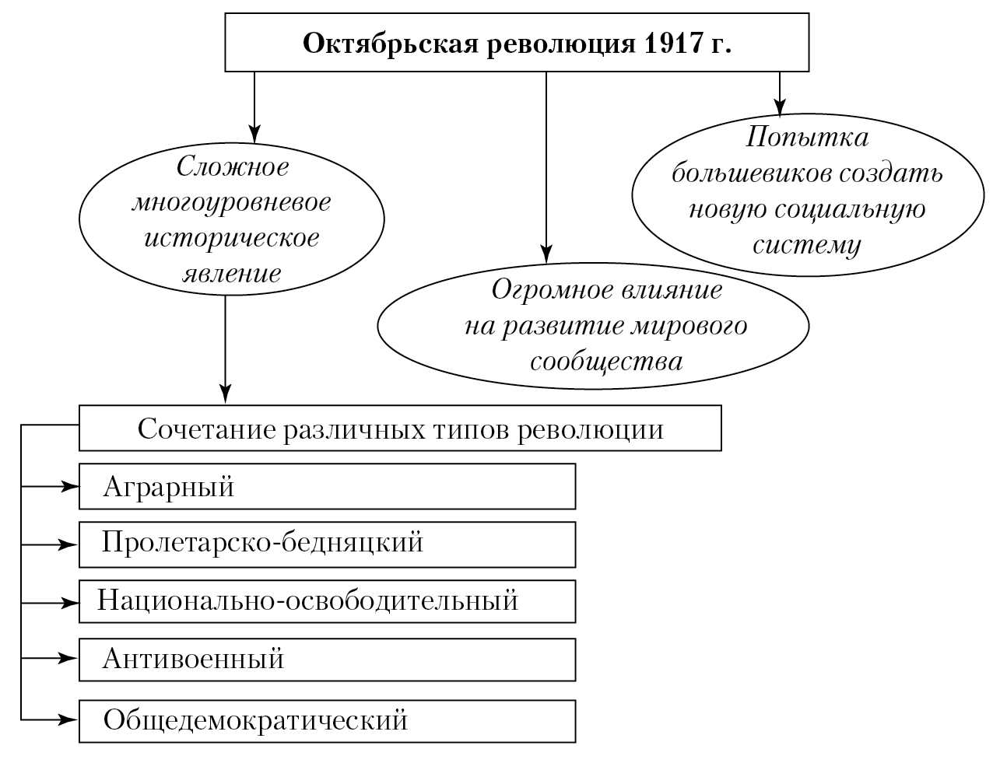 Октябрьская революция 1917 г.
Сложное
многоуровневое
историческое
явление
Огромное влияние
на развитие мирового
сообщества
Попытка
большевиков создать
новую социальную
систему
Сочетание различных типов революции
Аграрный
Пролетарско-бедняцкий
Национально-освободительный
Антивоенный
Общедемократический